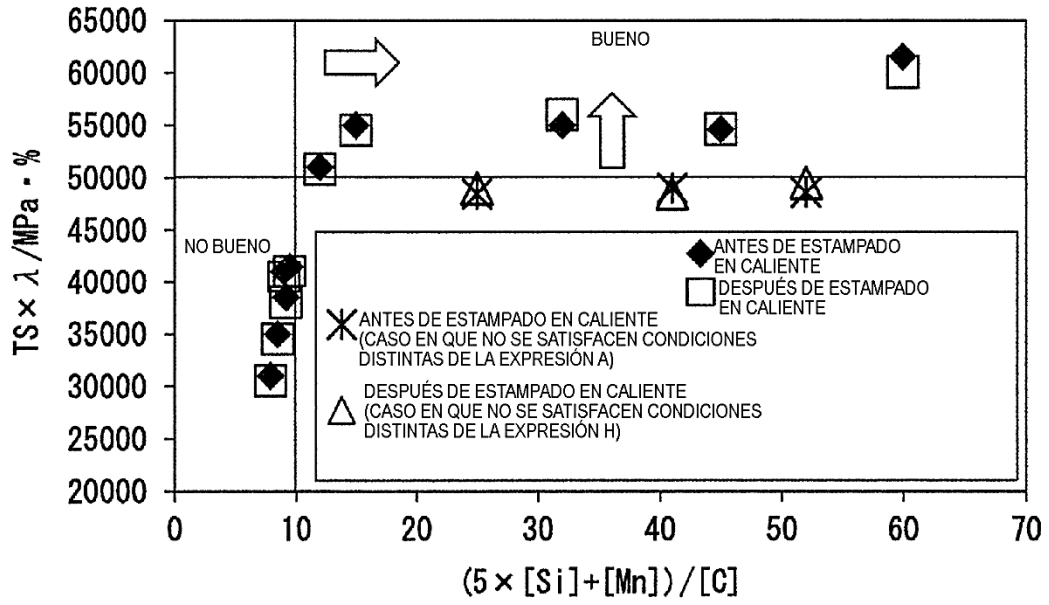 65000
60000
55000
50000
45000
40000
35000
30000
25000
20000
TS× λ /MPa・%
BUENO
NO BUENO
ANTES DE ESTAMPADO
EN CALIENTE
DESPUÉS DE ESTAMPADO
EN CALIENTE
ANTES DE ESTAMPADO EN CALIENTE
(CASO EN QUE NO SE SATISFACEN CONDICIONES
DISTINTAS DE LA EXPRESIÓN A)
DESPUÉS DE ESTAMPADO EN CALIENTE
(CASO EN QUE NO SE SATISFACEN CONDICIONES
DISTINTAS DE LA EXPRESIÓN H)
0 10 20 30 40 50 60 70
(5×[Si]+[Mn])/[C]